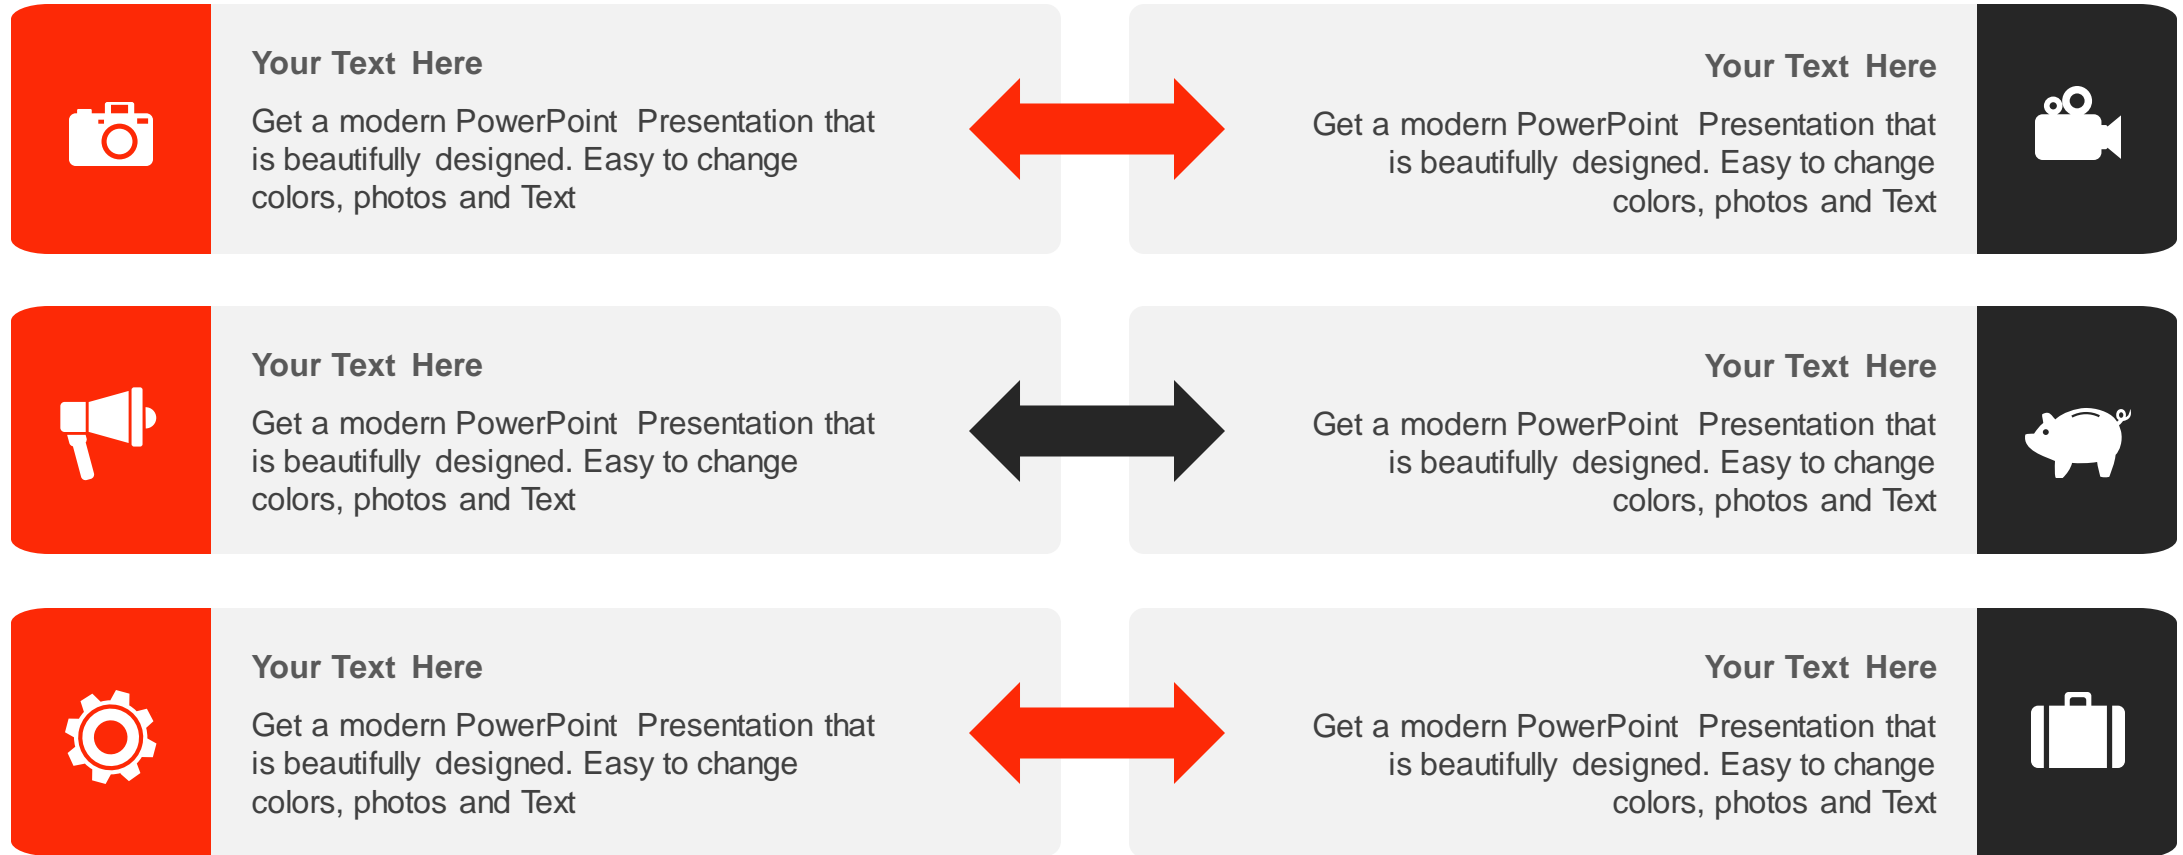 Your Text Here
Get a modern PowerPoint Presentation that
is beautifully designed. Easy to change
colors, photos and Text
Your Text Here
Get a modern PowerPoint Presentation that
is beautifully designed. Easy to change
colors, photos and Text
Your Text Here
Get a modern PowerPoint Presentation that
is beautifully designed. Easy to change
colors, photos and Text
Your Text Here
Get a modern PowerPoint Presentation that
is beautifully designed. Easy to change
colors, photos and Text
Your Text Here
Get a modern PowerPoint Presentation that
is beautifully designed. Easy to change
colors, photos and Text
Your Text Here
Get a modern PowerPoint Presentation that
is beautifully designed. Easy to change
colors, photos and Text